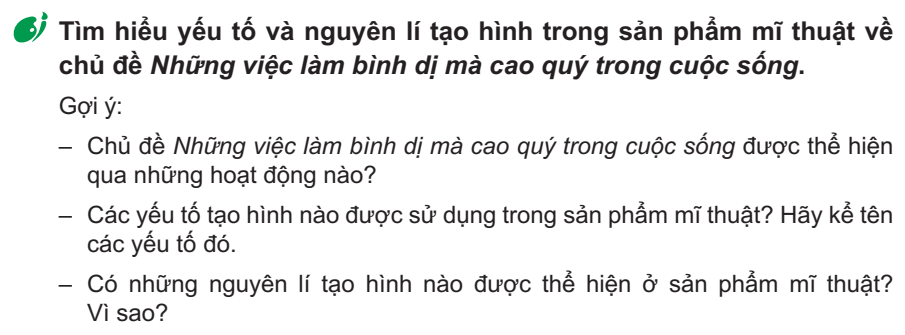 Tìm hiểu yếu tố và nguyên lí tạo hình trong sản phẩm mĩ thuật về
chủ đề Những việc làm bình dị mà cao quý trong cuộc sống.
Gợi ý:
– Chủ đề Những việc làm bình dị mà cao quý trong cuộc sống được thể hiện
qua những hoạt động nào?
– Các yếu tố tạo hình nào được sử dụng trong sản phẩm mĩ thuật? Hãy kể tên
các yếu tố đó.
– Có những nguyên lí tạo hình nào được thể hiện ở sản phẩm mĩ thuật?
Vì sao?